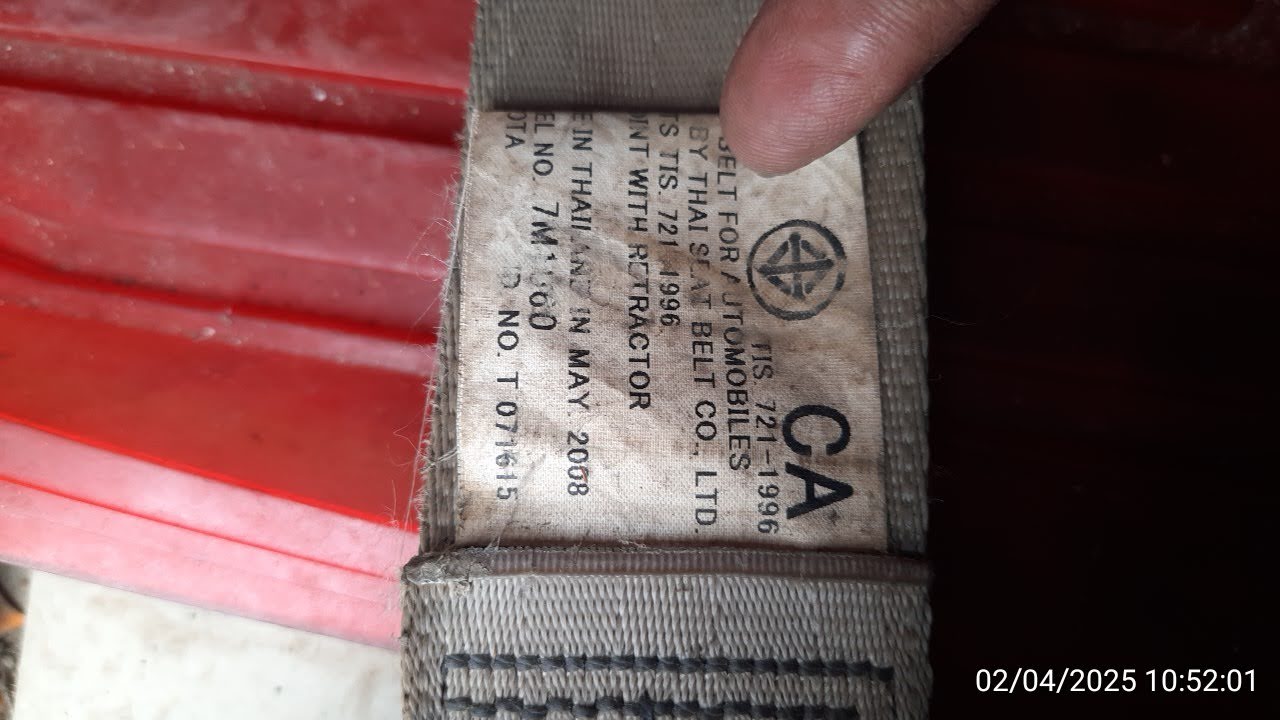 CA
TIS. 721-1996
BELT FOR AUTOMOBILES
BY THAI SEAT BELT CO., LTD.
TS TIS. 721-1996
INT WITH RETRACTOR
E IN THAILAND IN MAY. 2008
EL NO.
OTA NO. T 071615
02/04/2025 10:52:01